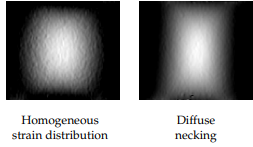 Homogeneous
strain distribution
Diffuse
necking